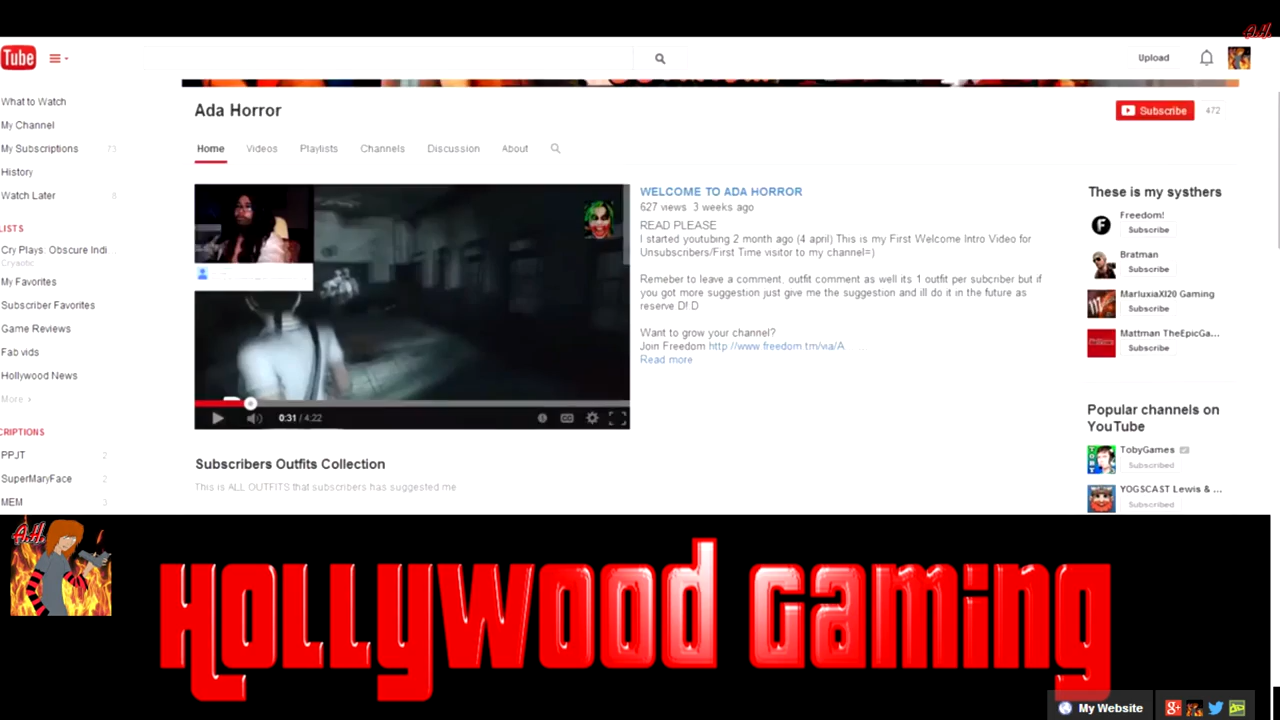 A.H.
Tube
Upload
What to Watch
My Channel
My Subscriptions 73
History
Watch Later 8
LISTS
Cry Plays: Obscure Indi
Cryaotic
My Favorites
Subscriber Favorites
Game Reviews
Fab vids
Hollywood News
More
CRIPTIONS
PPJT 2
SuperMaryFace 2
MEM 3
Ada Horror
Subscribe 472
Home Videos Playlists Channels Discussion About
0:31 / 4:22
WELCOME TO ADA HORROR
627 views 3 weeks ago
READ PLEASE
I started youtubing 2 month ago (4 april) This is my First Welcome Intro Video for
Unsubscnbers/First Time visitor to my channel=)
Remeber to leave a comment, outfit comment as well its 1 outfit per subcriber but if
you got more suggestion just give me the suggestion and ill do it in the future as
reserve Df D
Want to grow your channel?
Join Freedom http://www freedom tm/via/A
Read more
Subscribers Outfits Collection
This is ALL OUTFITS that subscribers has suggested me
These is my systhers
Freedom!
Subscribe
Bratman
Subscribe
MarluxiaXI20 Gaming
Subscribe
Mattman TheEpicGa...
Subscribe
Popular channels on
YouTube
TobyGames
Subscribed
YOGSCAST Lewis & ...
Subscribed
A.H.
Hollywood Gaming
My Website